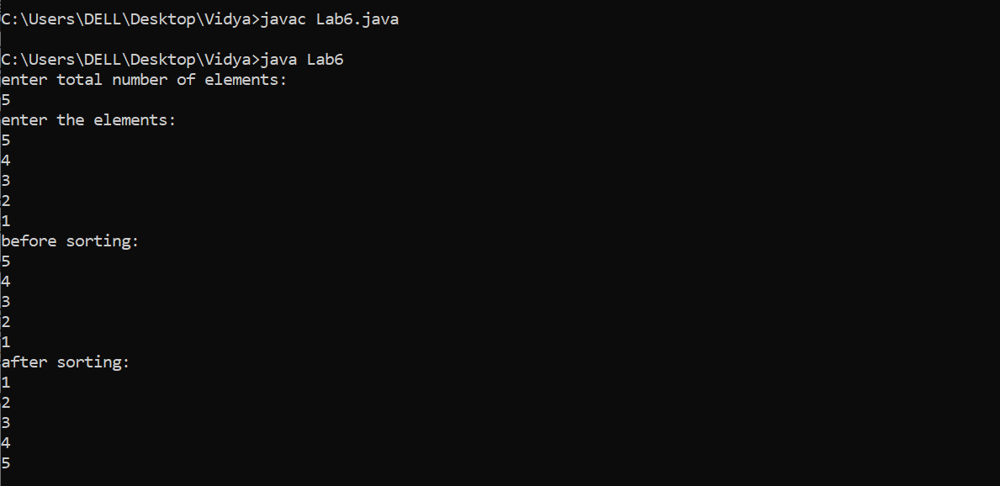 C:\Users\DELL\Desktop\Vidya>javac Lab6.java
C:\Users\DELL\Desktop\Vidya>java Lab6
enter total number of elements:
5
enter the elements:
5
4
3
2
1
before sorting:
5
4
3
2
1
after sorting:
1
2
3
4
5